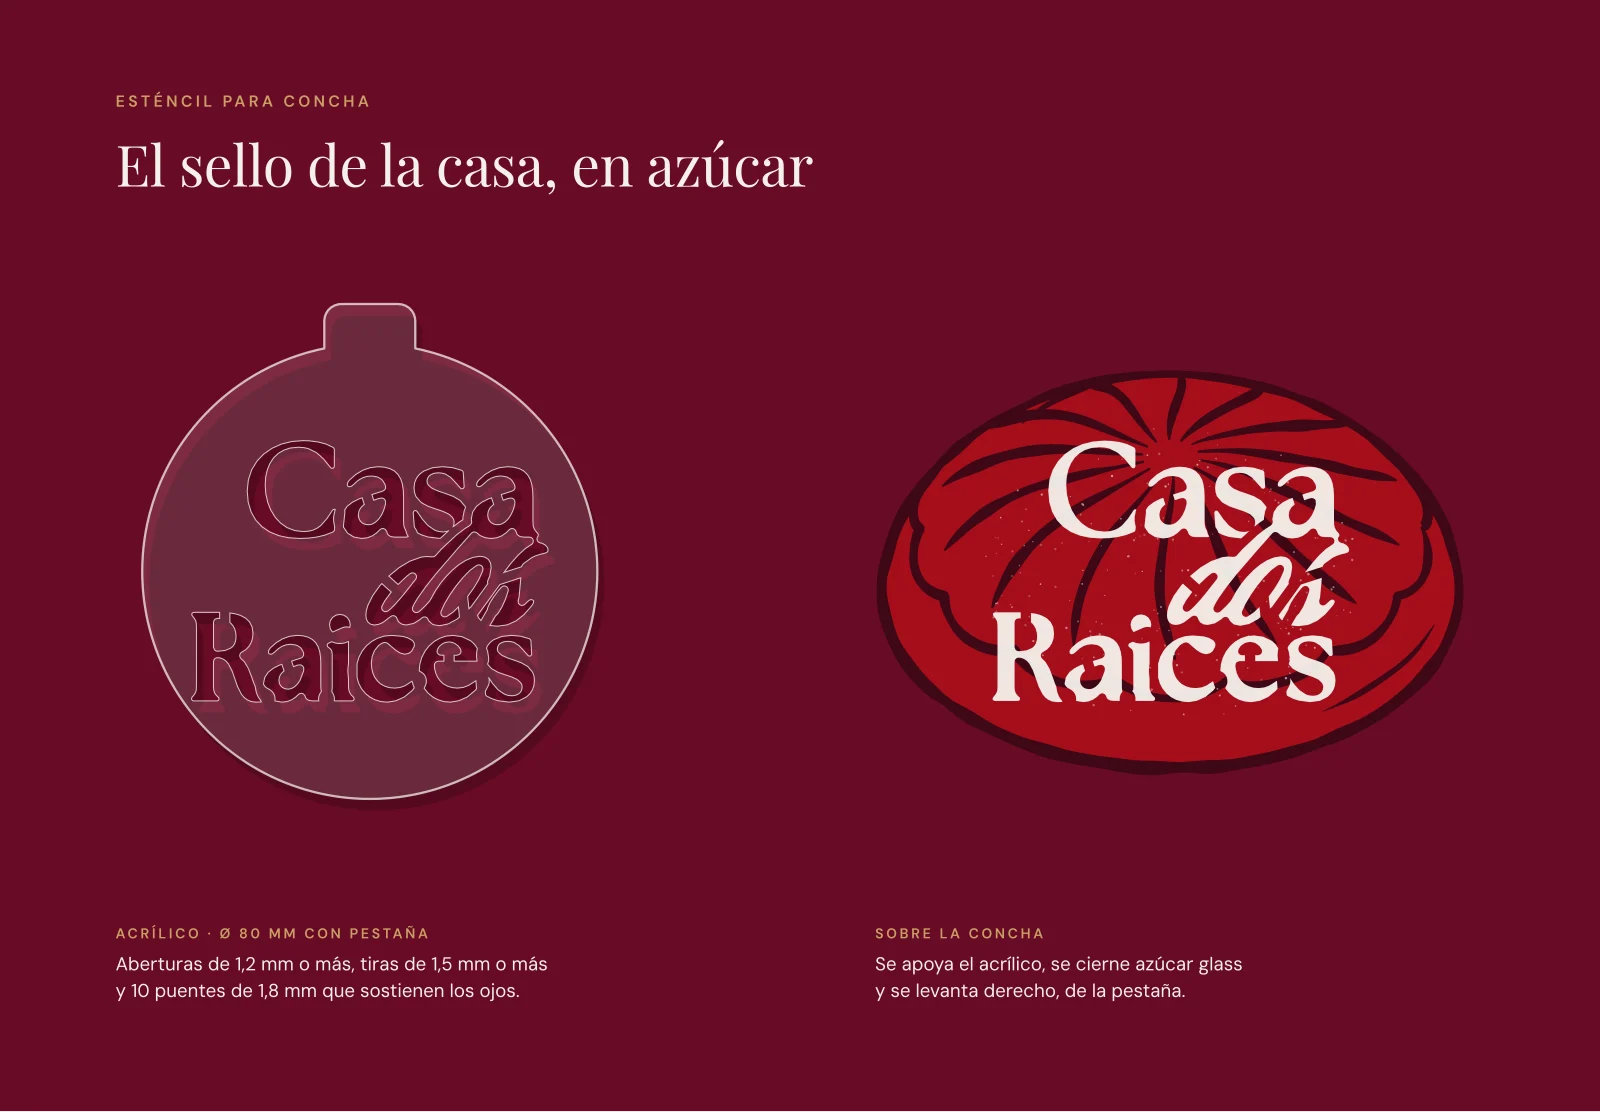 ESTÉNCIL PARA CONCHA
El sello de la casa, en azúcar
Casa
dos
Raices
Casa
dos
Raices
ACRÍLICO · Ø 80 MM CON PESTAÑA
Aberturas de 1,2 mm o más, tiras de 1,5 mm o más
y 10 puentes de 1,8 mm que sostienen los ojos.
SOBRE LA CONCHA
Se apoya el acrílico, se cierne azúcar glass
y se levanta derecho, de la pestaña.